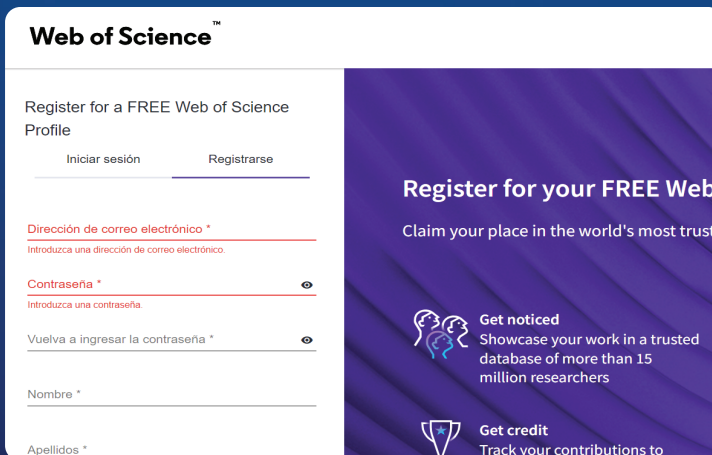 Web of Science™
Register for a FREE Web of Science
Profile
Iniciar sesión
Registrarse
Dirección de correo electrónico *
Introduzca una dirección de correo electrónico.
Contraseña *
Introduzca una contraseña.
Vuelva a ingresar la contraseña *
Nombre *
Apellidos *
Register for your FREE Web
Claim your place in the world's most trust
Get noticed
Showcase your work in a trusted
database of more than 15
million researchers
Get credit
Track your contributions to